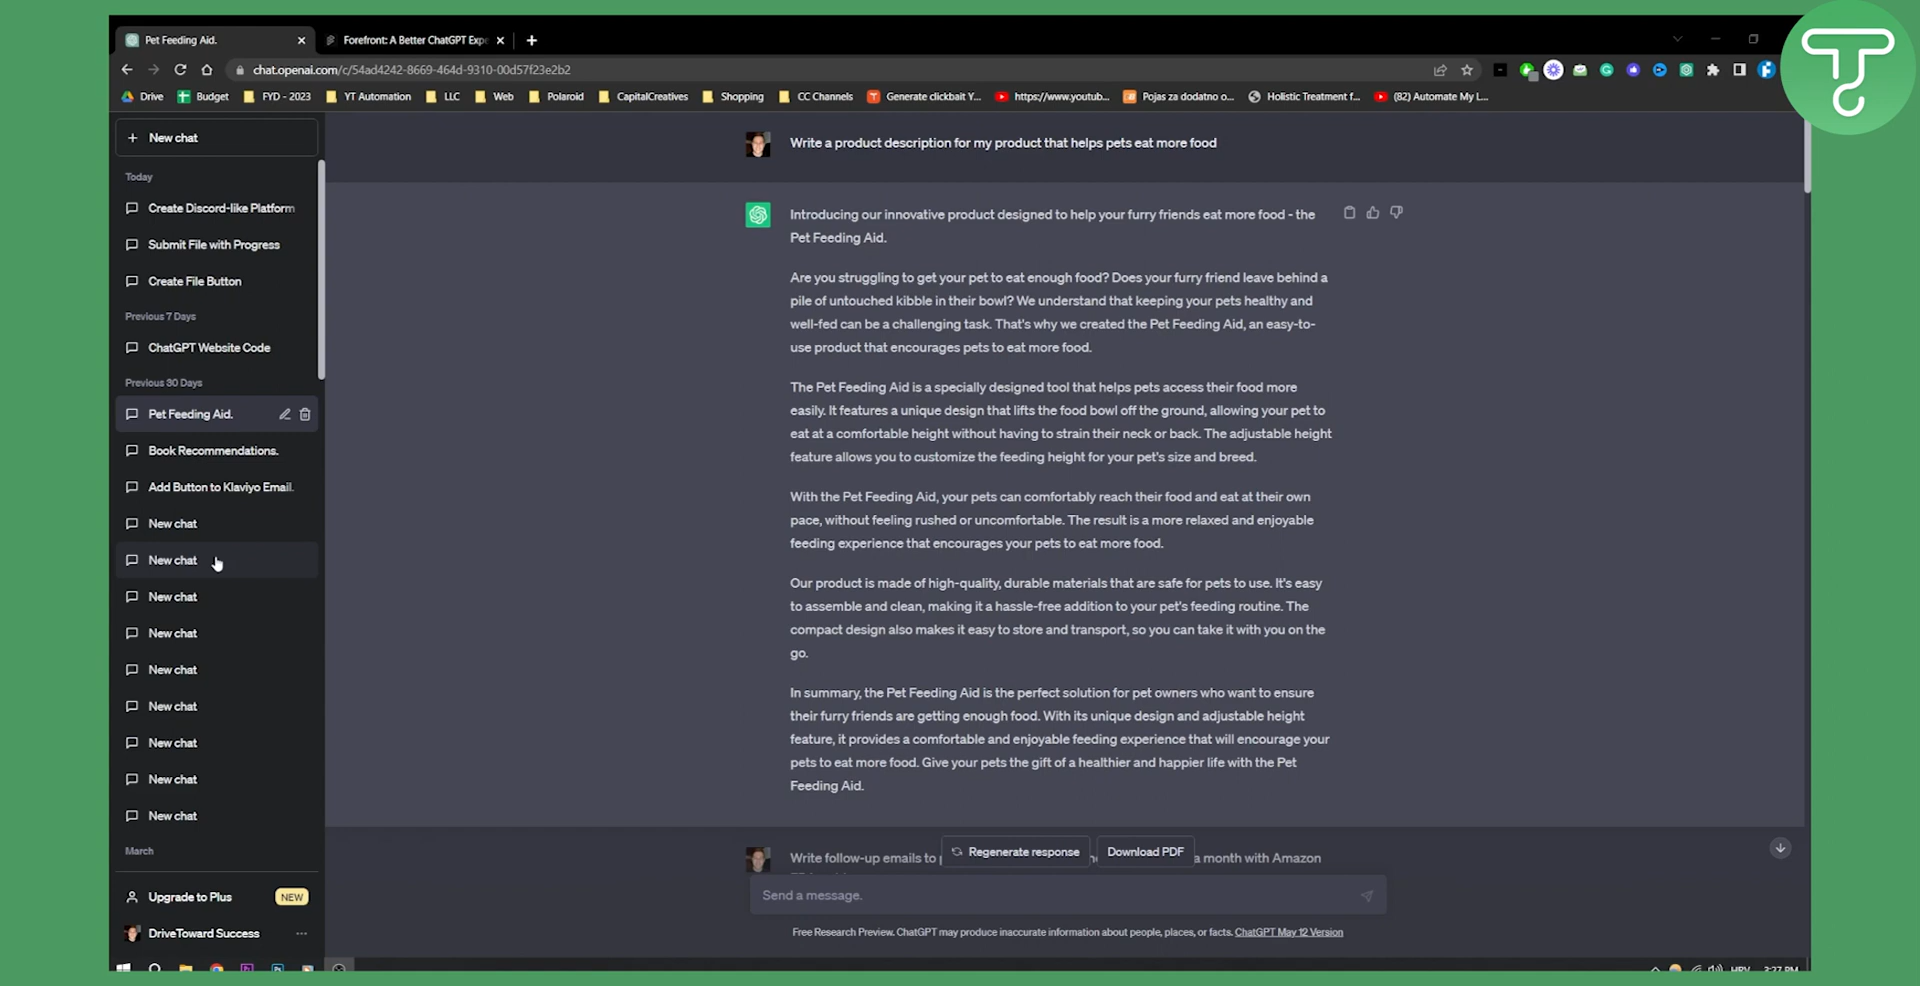 Pet Feeding Aid.
Forefront: A Better ChatGPT Expe
chat.openai.com/c/54ad4242-8669-464d-9310-00d57f23e2b2
Drive
Budget
FYD - 2023
YT Automation
LLC
Web
Polaroid
CapitalCreatives
Shopping
CC Channels
Generate clickbait Y...
https://www.youtub...
Pojas za dodatno o...
Holistic Treatment f...
(82) Automate My L...
New chat
Today
Create Discord-like Platform
Submit File with Progress
Create File Button
Previous 7 Days
ChatGPT Website Code
Previous 30 Days
Pet Feeding Aid.
Book Recommendations.
Add Button to Klaviyo Email.
New chat
New chat
New chat
New chat
New chat
New chat
New chat
New chat
New chat
March
Upgrade to Plus
NEW
DriveToward Success
Write a product description for my product that helps pets eat more food
Introducing our innovative product designed to help your furry friends eat more food - the
Pet Feeding Aid.
Are you struggling to get your pet to eat enough food? Does your furry friend leave behind a
pile of untouched kibble in their bowl? We understand that keeping your pets healthy and
well-fed can be a challenging task. That's why we created the Pet Feeding Aid, an easy-to-
use product that encourages pets to eat more food.
The Pet Feeding Aid is a specially designed tool that helps pets access their food more
easily. It features a unique design that lifts the food bowl off the ground, allowing your pet to
eat at a comfortable height without having to strain their neck or back. The adjustable height
feature allows you to customize the feeding height for your pet's size and breed.
With the Pet Feeding Aid, your pets can comfortably reach their food and eat at their own
pace, without feeling rushed or uncomfortable. The result is a more relaxed and enjoyable
feeding experience that encourages your pets to eat more food.
Our product is made of high-quality, durable materials that are safe for pets to use. It's easy
to assemble and clean, making it a hassle-free addition to your pet's feeding routine. The
compact design also makes it easy to store and transport, so you can take it with you on the
go.
In summary, the Pet Feeding Aid is the perfect solution for pet owners who want to ensure
their furry friends are getting enough food. With its unique design and adjustable height
feature, it provides a comfortable and enjoyable feeding experience that will encourage your
pets to eat more food. Give your pets the gift of a healthier and happier life with the Pet
Feeding Aid.
Write follow-up emails to
a month with Amazon
Regenerate response
Download PDF
Send a message.
Free Research Preview. ChatGPT may produce inaccurate information about people, places, or facts. ChatGPT May 12 Version
HRV
3:27 PM